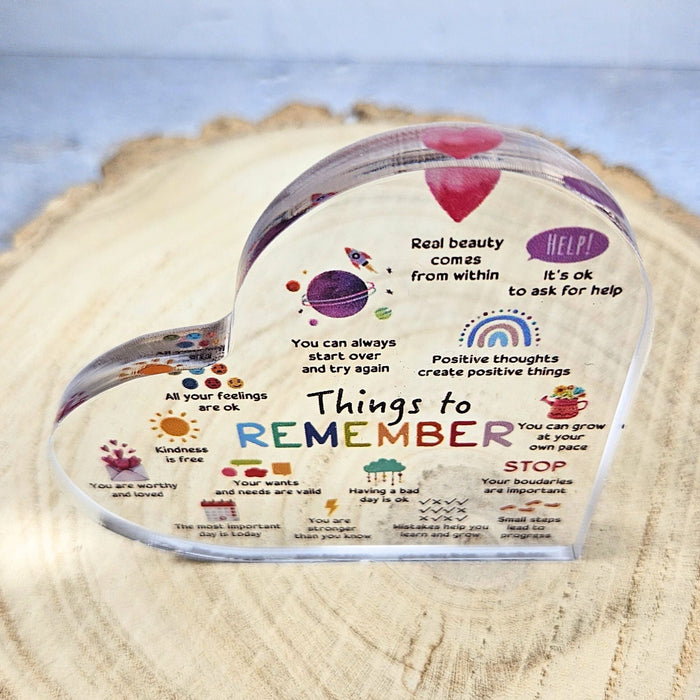 Real beauty
comes
from within
HELP!
It's ok
to ask for help
You can always
start over
and try again
Positive thoughts
create positive things
All your feelings
are ok
Things to
REMEMBER
You can grow
at your
own pace
Kindness
is free
You are worthy
and loved
Your wants
and needs are vaild
Having a bad
day is ok
STOP
Your boudaries
are important
The most important
day is today
You are
stronger
than you know
Mistakes help you
learn and grow
Small steps
lead to
progress